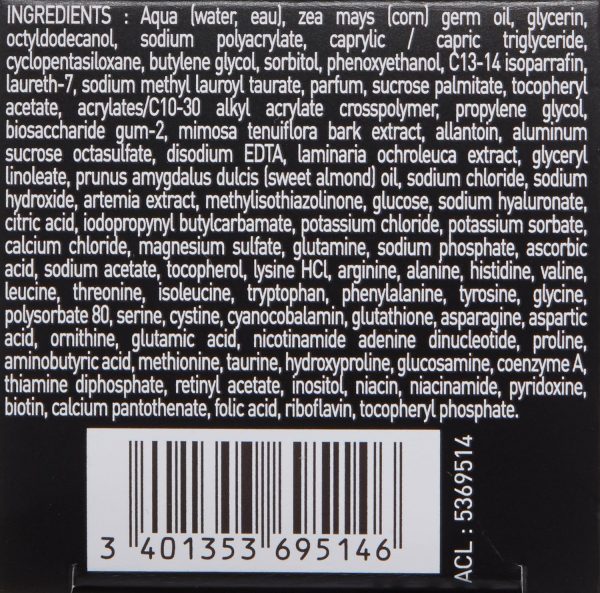 INGREDIENTS : Aqua (water, eau), zea mays (corn) germ oil, glycerin,
octyldodecanol, sodium polyacrylate, caprylic / capric triglyceride,
cyclopentasiloxane, butylene glycol, sorbitol, phenoxyethanol, C13-14 isoparrafin,
laureth-7, sodium methyl lauroyl taurate, parfum, sucrose palmitate, tocopheryl
acetate, acrylates/C10-30 alkyl acrylate crosspolymer, propylene glycol,
biosaccharide gum-2, mimosa tenuiflora bark extract, allantoin, aluminum
sucrose octasulfate, disodium EDTA, laminaria ochroleuca extract, glyceryl
linoleate, prunus amygdalus dulcis (sweet almond) oil, sodium chloride, sodium
hydroxide, artemia extract, methylisothiazolinone, glucose, sodium hyaluronate,
citric acid, iodopropynyl butylcarbamate, potassium chloride, potassium sorbate,
calcium chloride, magnesium sulfate, glutamine, sodium phosphate, ascorbic
acid, sodium acetate, tocopherol, lysine HCl, arginine, alanine, histidine, valine,
leucine, threonine, isoleucine, tryptophan, phenylalanine, tyrosine, glycine,
polysorbate 80, serine, cystine, cyanocobalamin, glutathione, asparagine, aspartic
acid, ornithine, glutamic acid, nicotinamide adenine dinucleotide, proline,
aminobutyric acid, methionine, taurine, hydroxyproline, glucosamine, coenzyme A,
thiamine diphosphate, retinyl acetate, inositol, niacin, niacinamide, pyridoxine,
biotin, calcium pantothenate, folic acid, riboflavin, tocopheryl phosphate.
3 401353 695146
ACL : 5369514